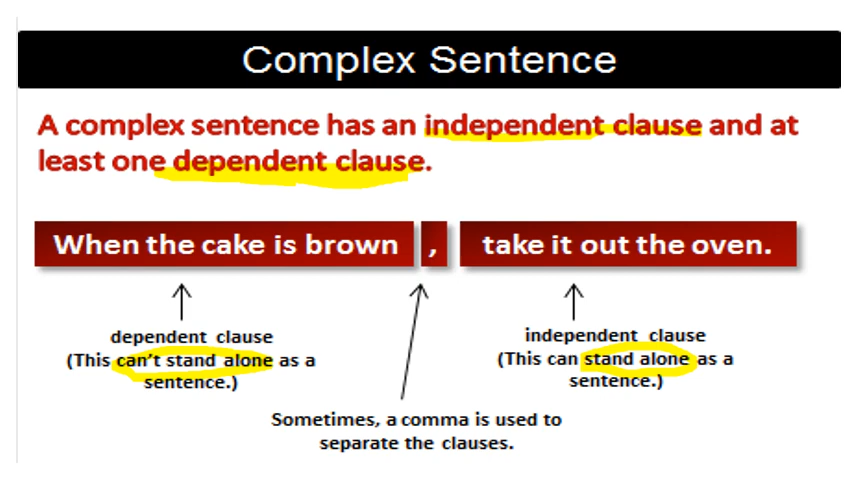 Complex Sentence
A complex sentence has an independent clause and at
least one dependent clause.
When the cake is brown , take it out the oven.
dependent clause
(This can't stand alone as a
sentence.)
independent clause
(This can stand alone as a
sentence.)
Sometimes, a comma is used to
separate the clauses.